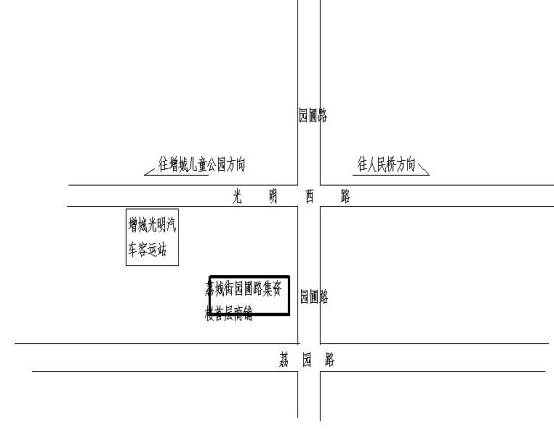 园圃路
往增城儿童公园方向
往人民桥方向
光明西路
增城光明汽
车客运站
荔城街园圃路集资
楼首层商铺
园圃路
荔园路